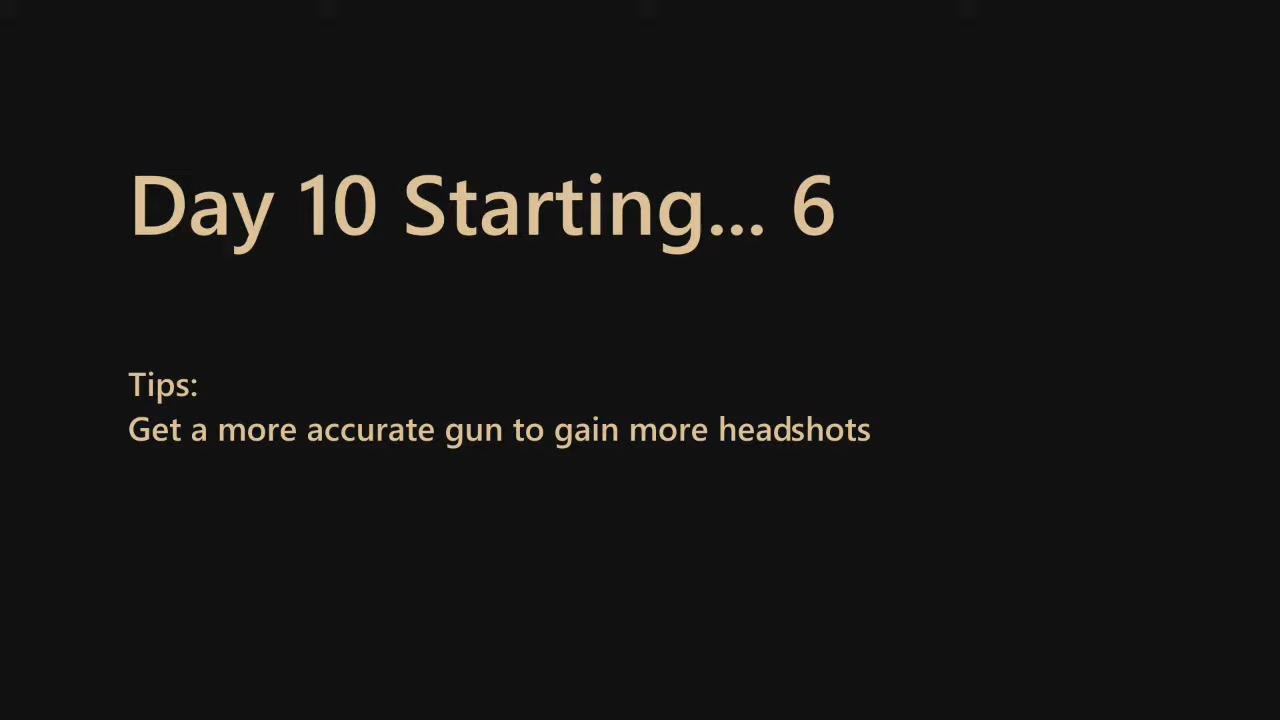 Day 10 Starting... 6
Tips:
Get a more accurate gun to gain more headshots